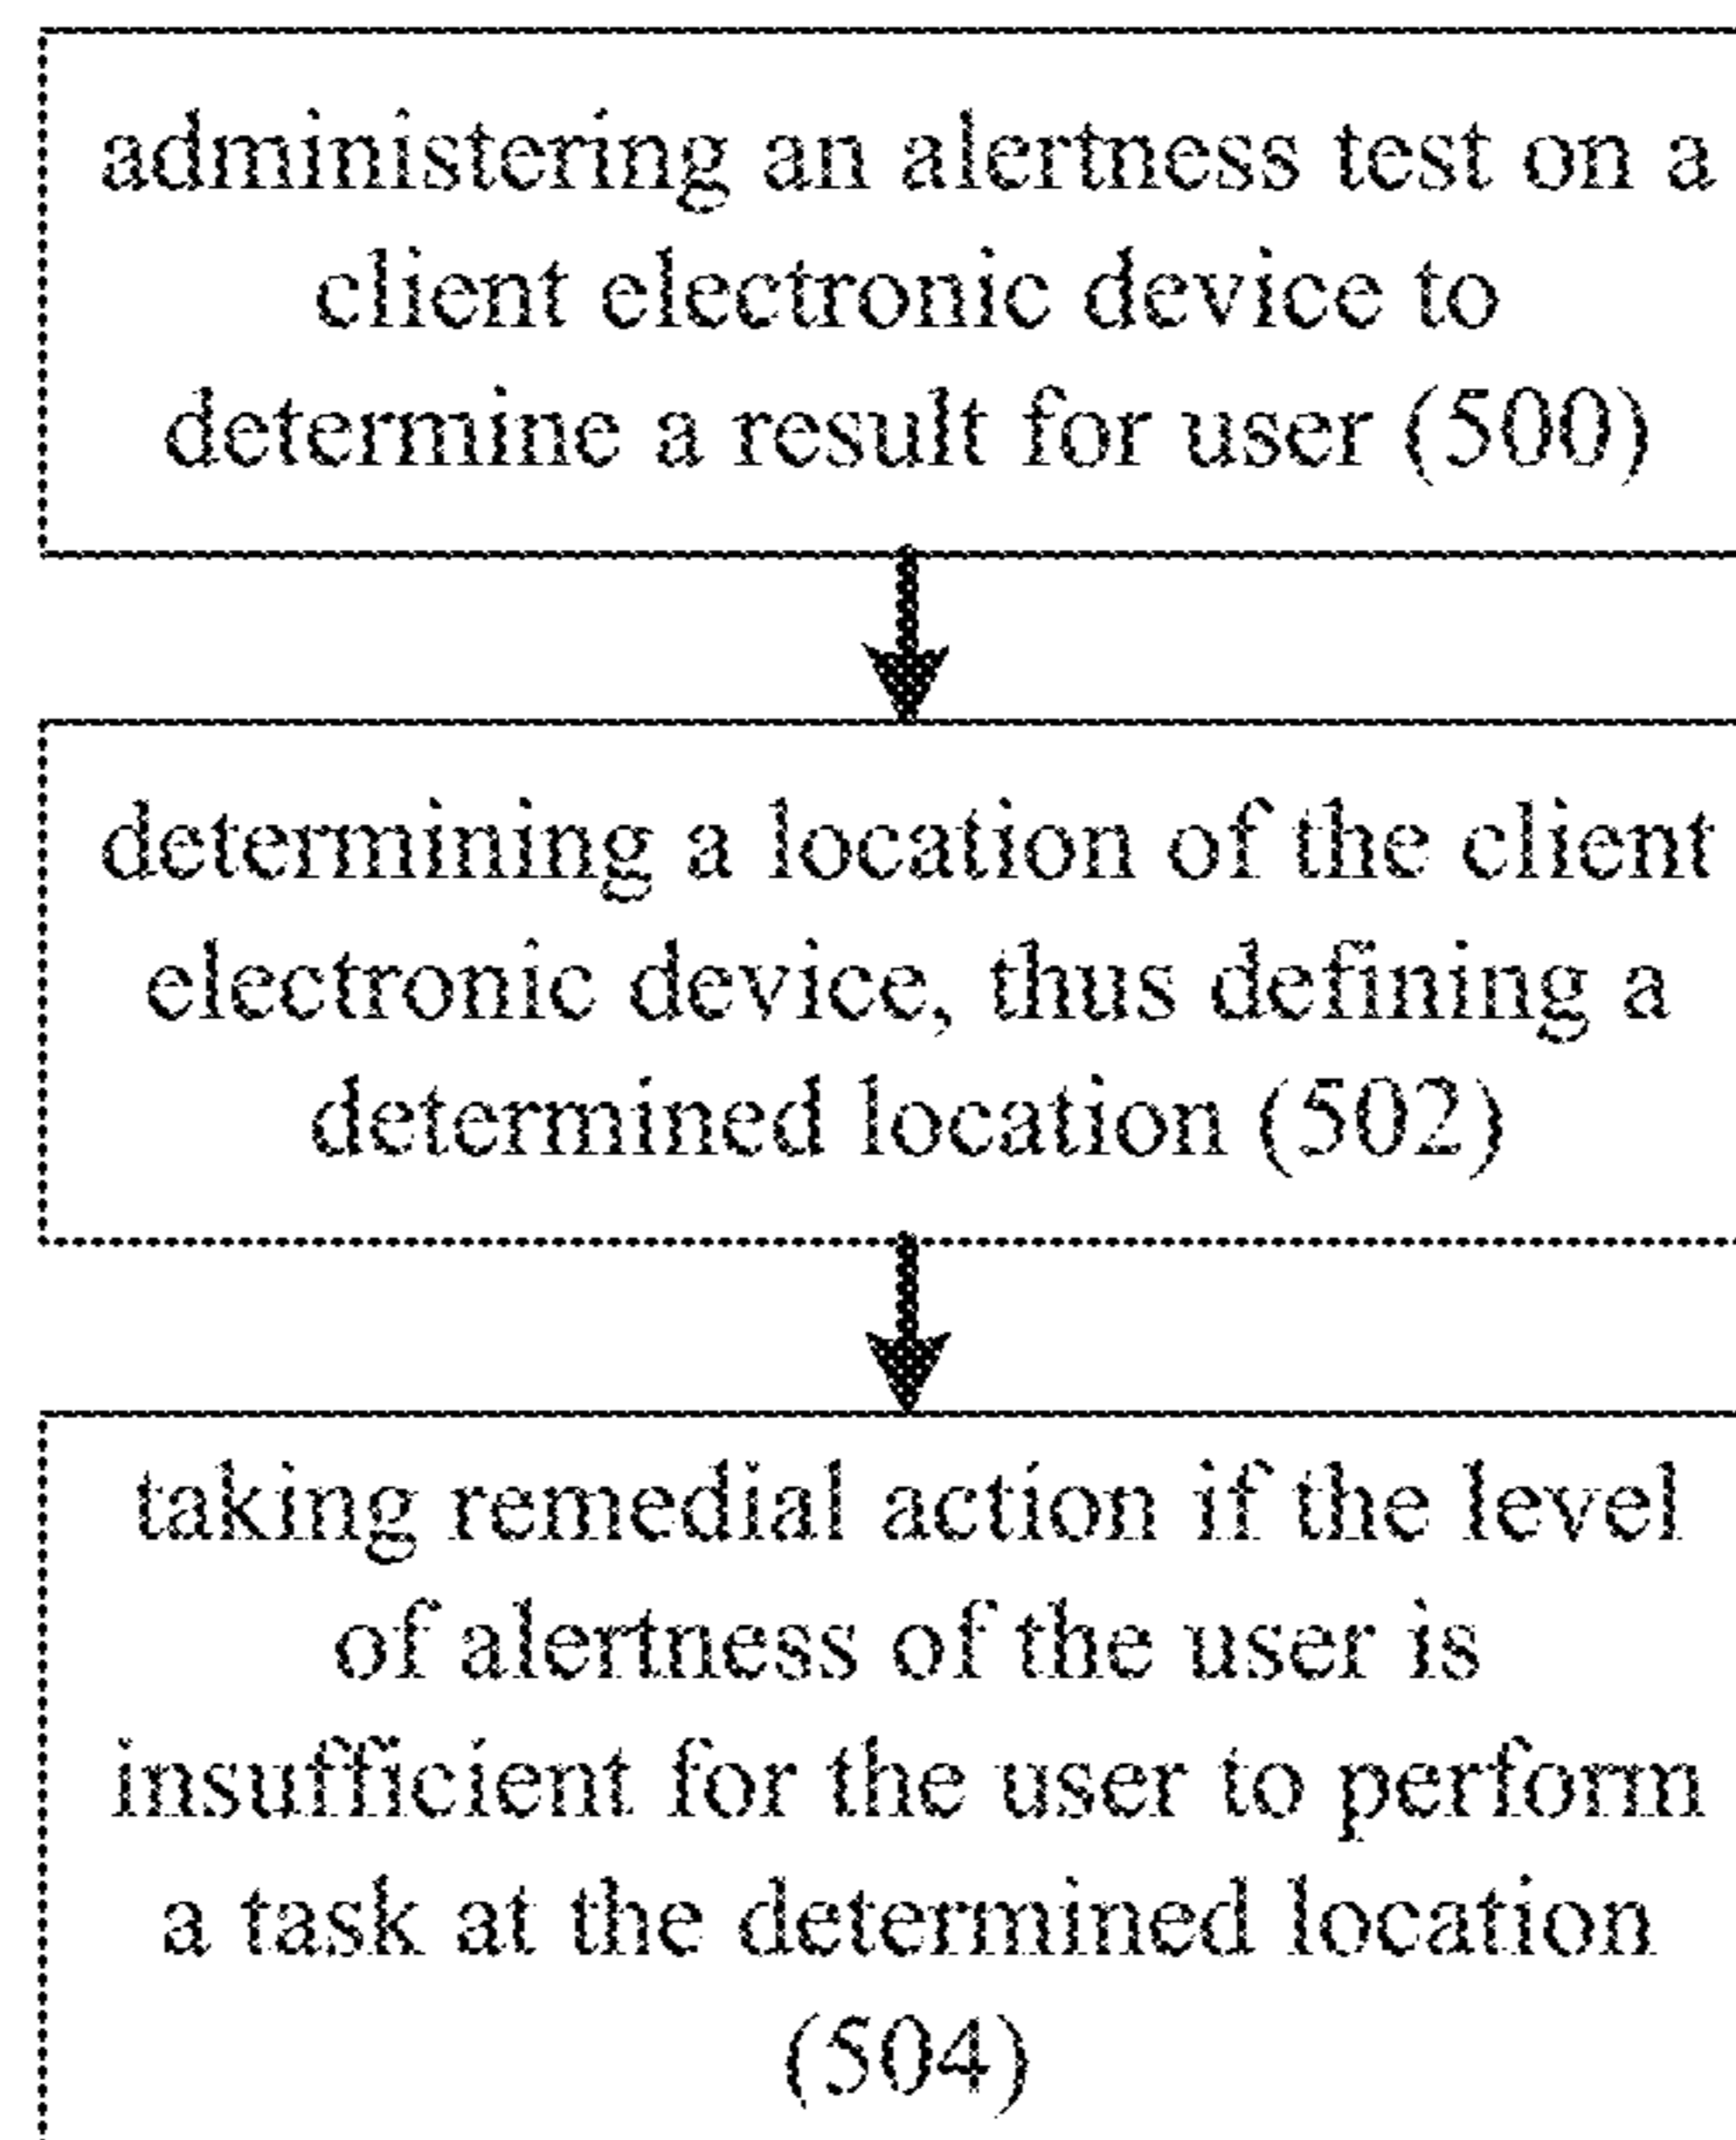 administering an alertness test on a
client electronic device to
determine a result for user (500)
determining a location of the client
electronic device, thus defining a
determined location (502)
taking remedial action if the level
of alertness of the user is
insufficient for the user to perform
a task at the determined location
(504)